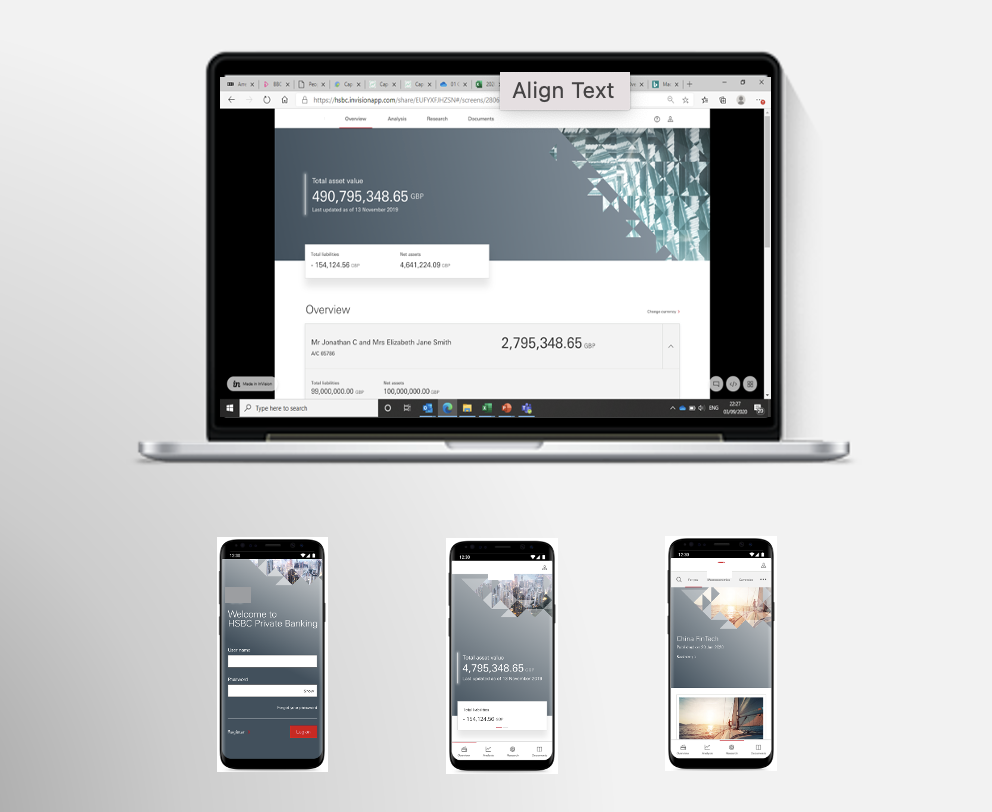 Align Text
BBC
https://hsbc.invisionapp.com/share/EUFYXFJHZSN#/screens/2806
Overview Analysis Research Documents
Total asset value
490,795,348.65 GBP
Last updated as of 13 November 2019
Total liabilities Net assets
- 154,124.56 GBP 4,641,224.09 GBP
Overview
Change currency >
Mr Jonathan C and Mrs Elizabeth Jane Smith 2,795,348.65 GBP
A/C 65786
Total liabilities Net assets
99,000,000.00 GBP 100,000,000.00 GBP
in Made in InVision
Type here to search
ENG 22:27
03/09/2020
12:30
Welcome to
HSBC Private Banking
User name
Password
Show
Forgot your password
Register Log on
12:30
Total asset value
4,795,348.65 GBP
Last updated as of 13 November 2019
Total liabilities
- 154,124.56 GBP
Overview Analysis Research Documents
12:30
China FinTech
Overview Analysis Research Documents